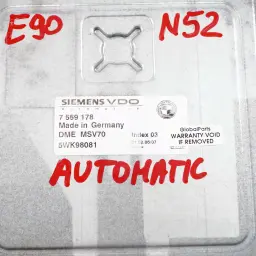 E90 N52
SIEMENS VDO
7 559 178
Made in Germany
DME MSV70 Index 03
5WK98081
GlobalParts
WARRANTY VOID
IF REMOVED
AUTOMATIC